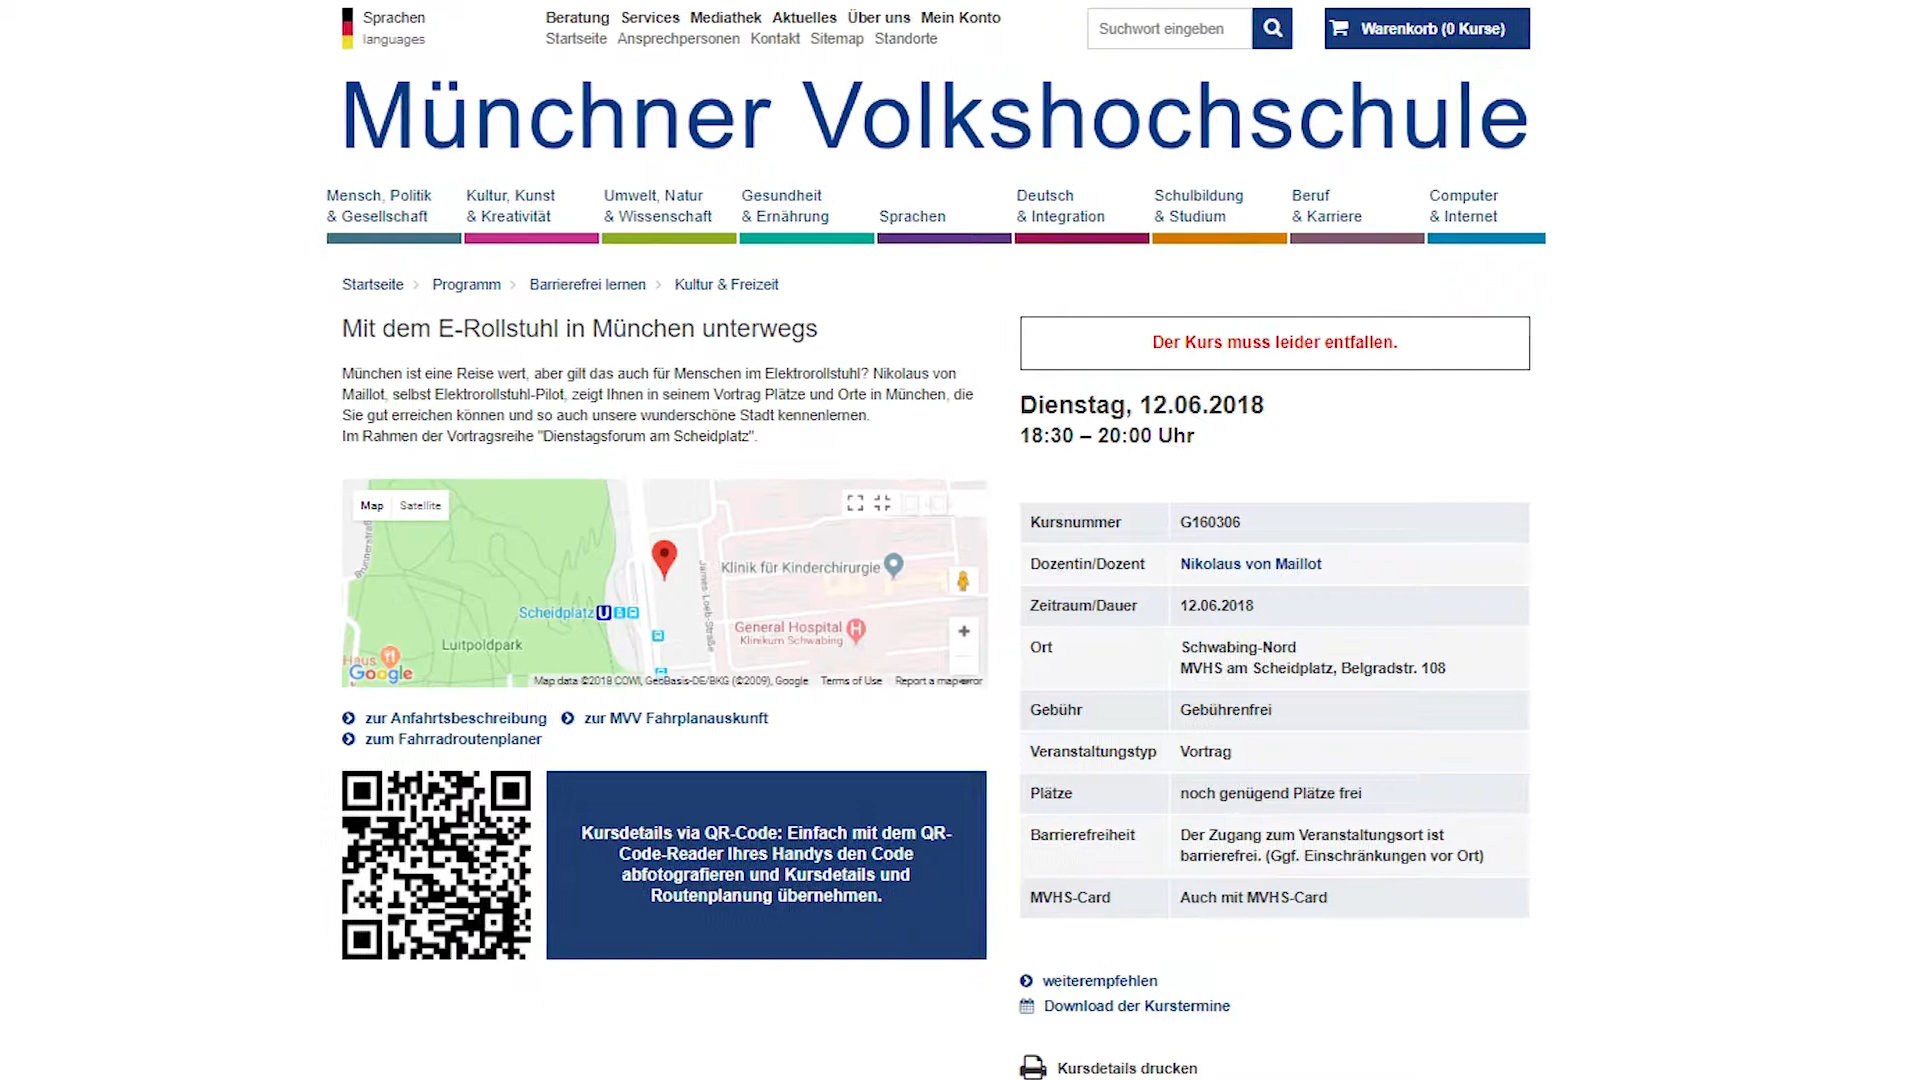 Sprachen
languages
Beratung Services Mediathek Aktuelles Über uns Mein Konto
Startseite Ansprechpersonen Kontakt Sitemap Standorte
Suchwort eingeben
Warenkorb (0 Kurse)
Münchner Volkshochschule
Mensch, Politik
& Gesellschaft
Kultur, Kunst
& Kreativität
Umwelt, Natur
& Wissenschaft
Gesundheit
& Ernährung
Sprachen
Deutsch
& Integration
Schulbildung
& Studium
Beruf
& Karriere
Computer
& Internet
Startseite Programm Barrierefrei lernen Kultur & Freizeit
Mit dem E-Rollstuhl in München unterwegs
München ist eine Reise wert, aber gilt das auch für Menschen im Elektrorollstuhl? Nikolaus von
Maillot, selbst Elektrorollstuhl-Pilot, zeigt Ihnen in seinem Vortrag Plätze und Orte in München, die
Sie gut erreichen können und so auch unsere wunderschöne Stadt kennenlernen.
Im Rahmen der Vortragsreihe "Dienstagsforum am Scheidplatz".
Map Satellite
Klinik für Kinderchirurgie
James-Loeb-Straße
Scheidplatz U
General Hospital H
Klinikum Schwabing
Luitpoldpark
Haus
Google
Map data ©2018 COWI, GeoBasis-DE/BKG (©2009), Google Terms of Use Report a map error
zur Anfahrtsbeschreibung zur MVV Fahrplanauskunft
zum Fahrradroutenplaner
Kursdetails via QR-Code: Einfach mit dem QR-
Code-Reader Ihres Handys den Code
abfotografieren und Kursdetails und
Routenplanung übernehmen.
Der Kurs muss leider entfallen.
Dienstag, 12.06.2018
18:30 – 20:00 Uhr
Kursnummer G160306
Dozentin/Dozent Nikolaus von Maillot
Zeitraum/Dauer 12.06.2018
Ort Schwabing-Nord
MVHS am Scheidplatz, Belgradstr. 108
Gebühr Gebührenfrei
Veranstaltungstyp Vortrag
Plätze noch genügend Plätze frei
Barrierefreiheit Der Zugang zum Veranstaltungsort ist
barrierefrei. (Ggf. Einschränkungen vor Ort)
MVHS-Card Auch mit MVHS-Card
weiterempfehlen
Download der Kurstermine
Kursdetails drucken